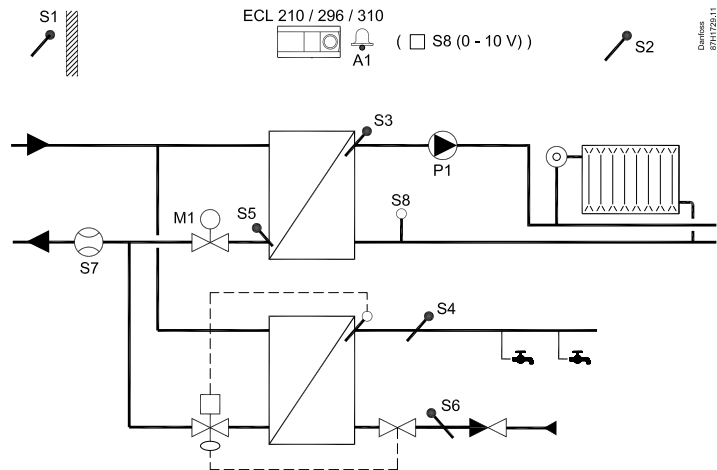 S1
ECL 210 / 296 / 310
A1
( S8 (0 - 10 V) )
S2
Danfoss
87H1729.11
S3
P1
M1
S5
S8
S7
S4
S6